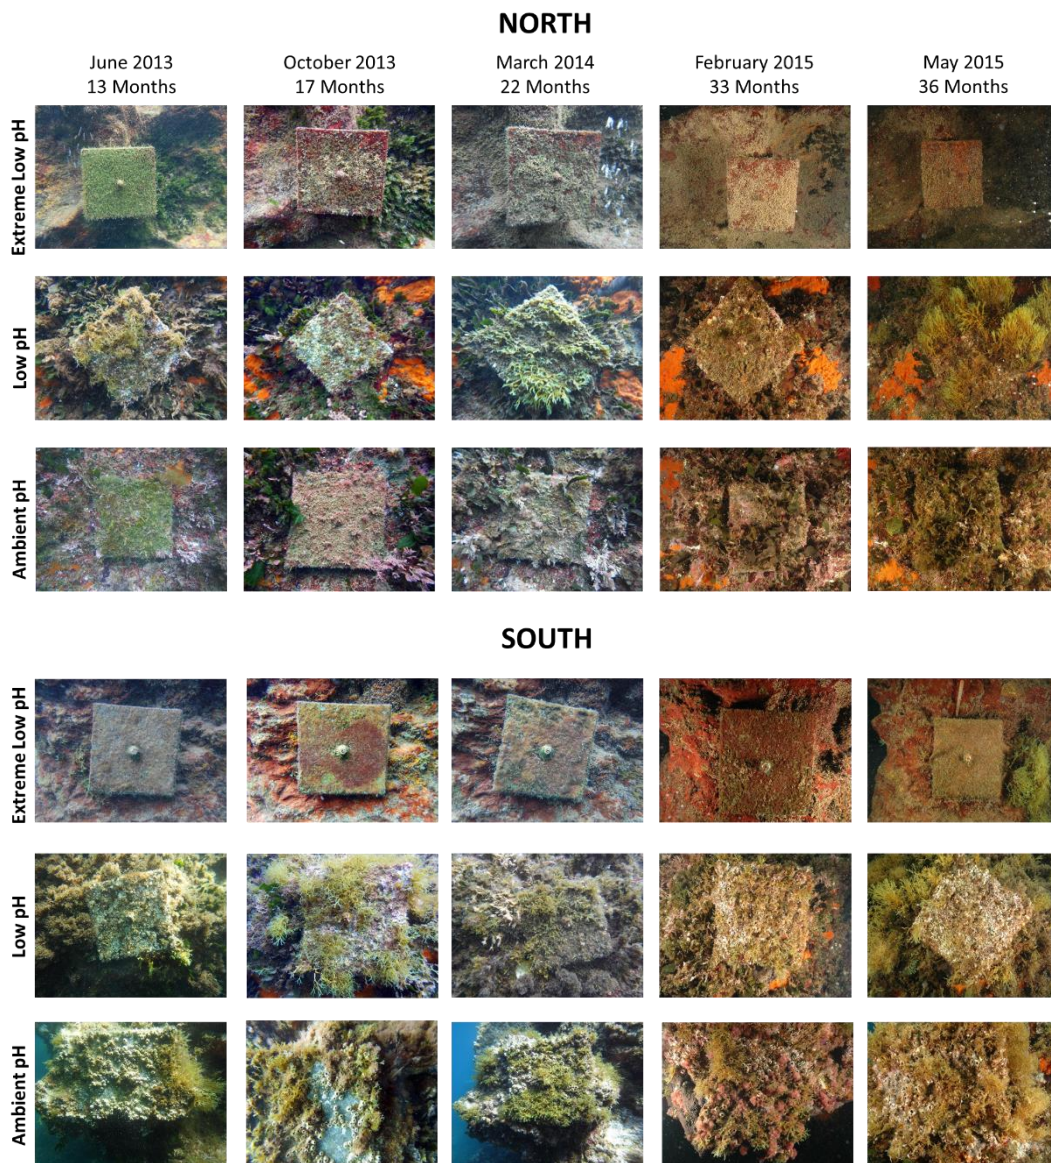 NORTH
June 2013
13 Months
October 2013
17 Months
March 2014
22 Months
February 2015
33 Months
May 2015
36 Months
Extreme Low pH
Low pH
Ambient pH
SOUTH
Extreme Low pH
Low pH
Ambient pH